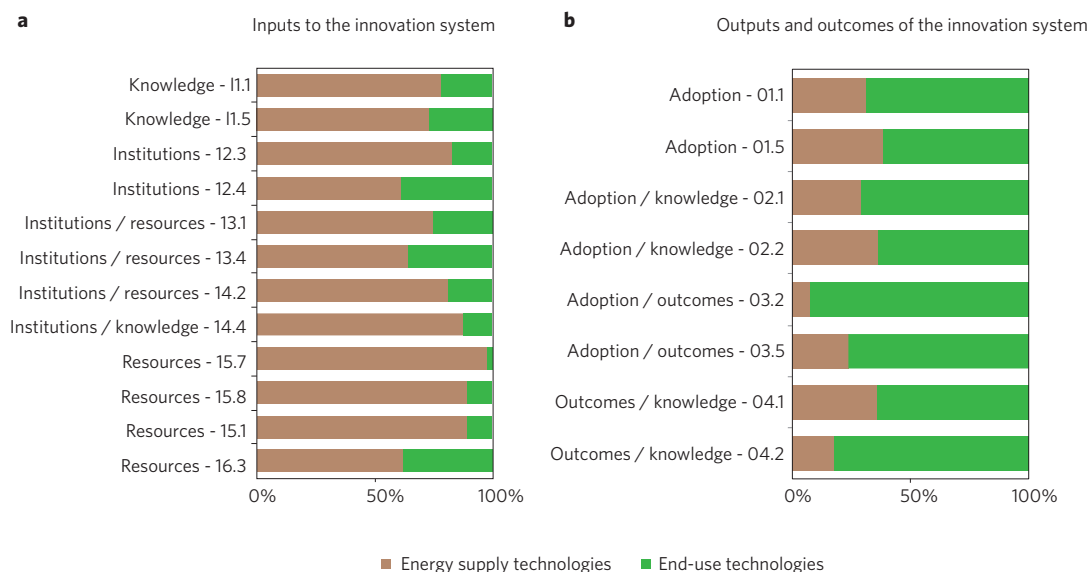 a Inputs to the innovation system
Knowledge - I1.1
Knowledge - I1.5
Institutions - 12.3
Institutions - 12.4
Institutions / resources - 13.1
Institutions / resources - 13.4
Institutions / resources - 14.2
Institutions / knowledge - 14.4
Resources - 15.7
Resources - 15.8
Resources - 15.1
Resources - 16.3
0% 50% 100%
b Outputs and outcomes of the innovation system
Adoption - 01.1
Adoption - 01.5
Adoption / knowledge - 02.1
Adoption / knowledge - 02.2
Adoption / outcomes - 03.2
Adoption / outcomes - 03.5
Outcomes / knowledge - 04.1
Outcomes / knowledge - 04.2
0% 50% 100%
Energy supply technologies End-use technologies